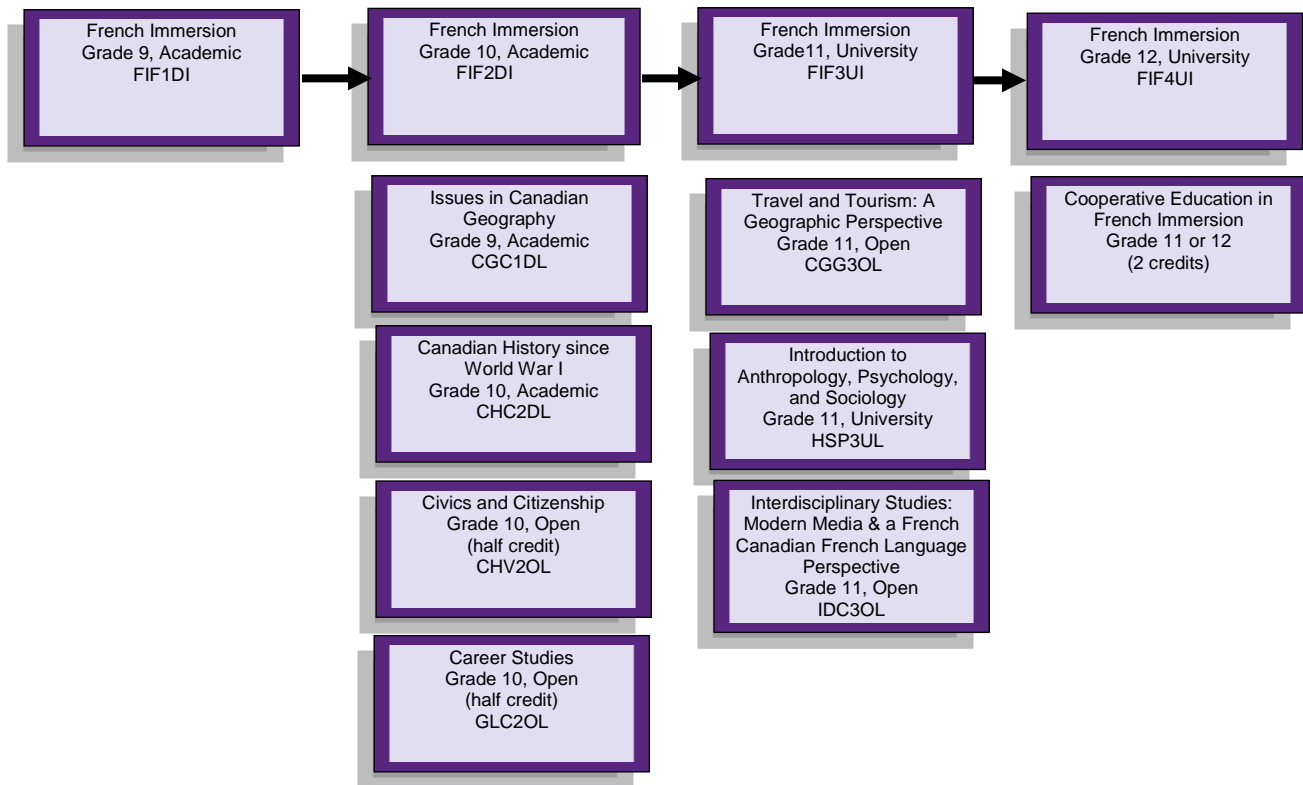 French Immersion
Grade 9, Academic
FIF1DI
French Immersion
Grade 10, Academic
FIF2DI
French Immersion
Grade11, University
FIF3UI
French Immersion
Grade 12, University
FIF4UI
Issues in Canadian
Geography
Grade 9, Academic
CGC1DL
Travel and Tourism: A
Geographic Perspective
Grade 11, Open
CGG3OL
Cooperative Education in
French Immersion
Grade 11 or 12
(2 credits)
Canadian History since
World War I
Grade 10, Academic
CHC2DL
Introduction to
Anthropology, Psychology,
and Sociology
Grade 11, University
HSP3UL
Civics and Citizenship
Grade 10, Open
(half credit)
CHV2OL
Interdisciplinary Studies:
Modern Media & a French
Canadian French Language
Perspective
Grade 11, Open
IDC3OL
Career Studies
Grade 10, Open
(half credit)
GLC2OL